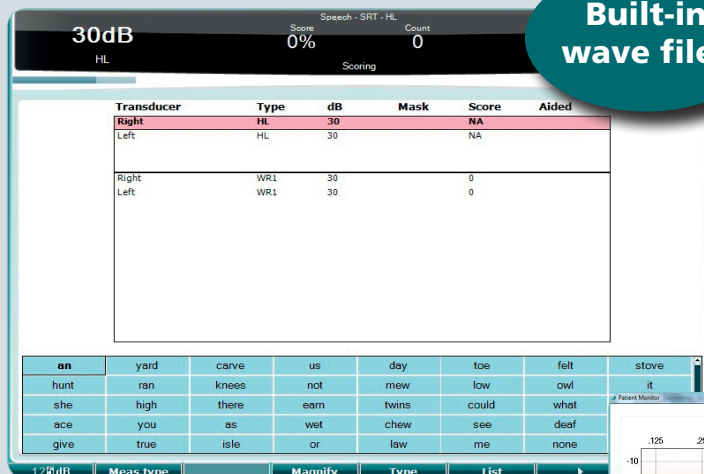 Speech - SRT - HL
30dB Score Count
0% 0
HL
Scoring
Built-in
wave file
Transducer Type dB Mask Score Aided
Right HL 30 NA
Left HL 30 NA
Right WR1 30 0
Left WR1 30 0
an yard carve us day toe felt stove
hunt ran knees not mew low owl it
she high there earn twins could what
Patient Monitor
ace you as wet chew see deaf
give true isle or law me none
.125 .25
-10
dB Meas.type Magnify Type List